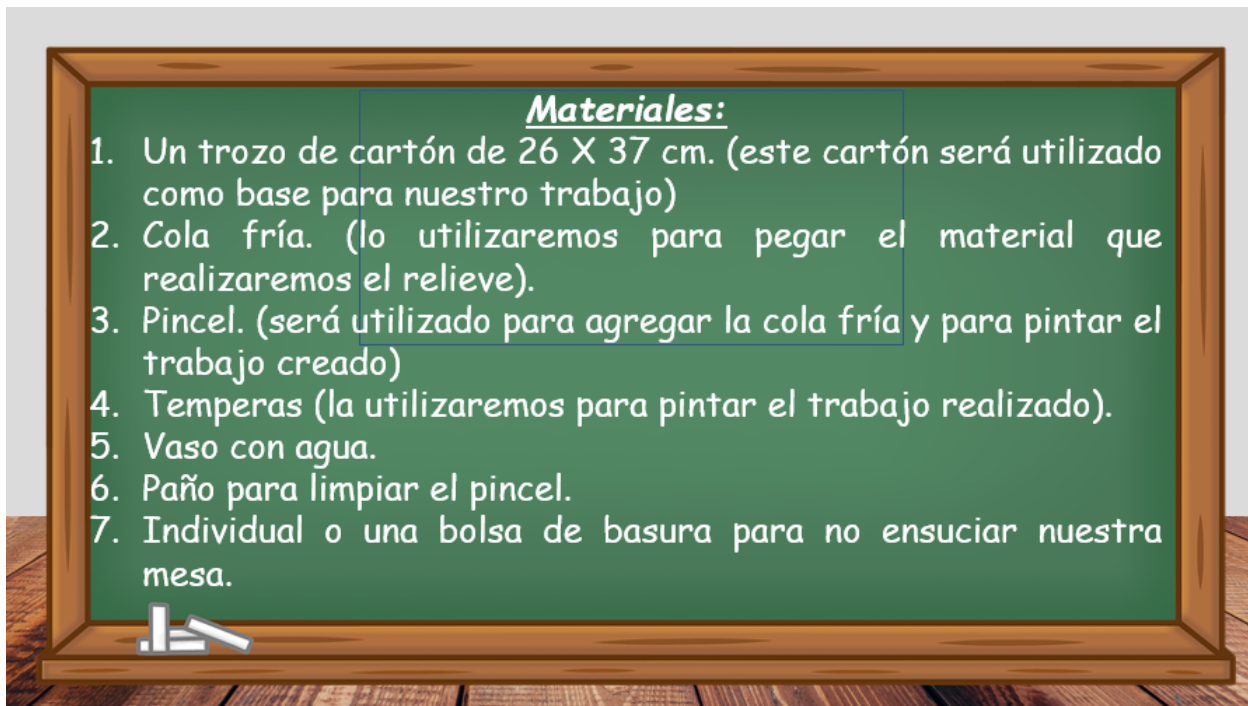 Materiales:
1. Un trozo de cartón de 26 X 37 cm. (este cartón será utilizado
como base para nuestro trabajo)
2. Cola fría. (lo utilizaremos para pegar el material que
realizaremos el relieve).
3. Pincel. (será utilizado para agregar la cola fría y para pintar el
trabajo creado)
4. Temperas (la utilizaremos para pintar el trabajo realizado).
5. Vaso con agua.
6. Paño para limpiar el pincel.
7. Individual o una bolsa de basura para no ensuciar nuestra
mesa.